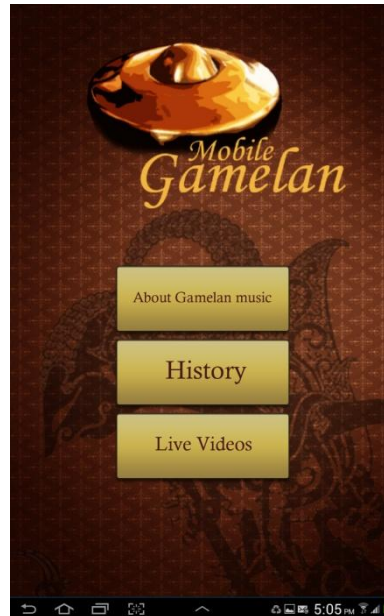 Mobile
Gamelan
About Gamelan music
History
Live Videos
5:05 PM